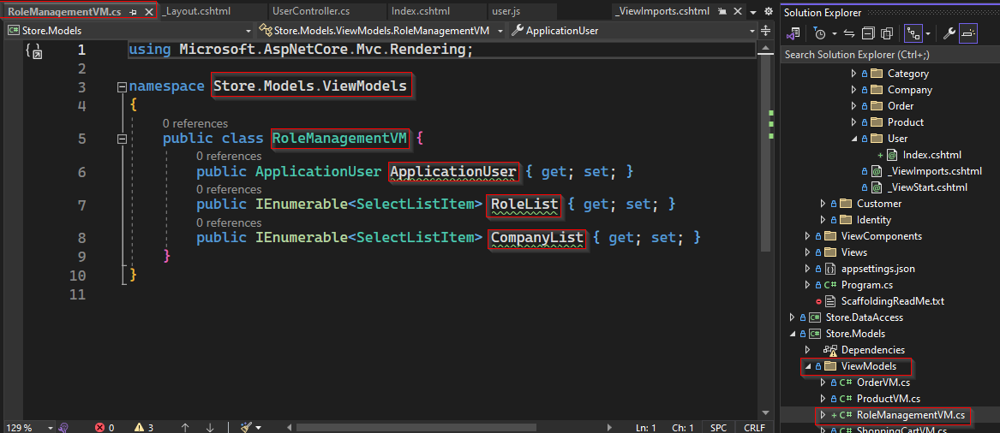 RoleManagementVM.cs
_Layout.cshtml
UserController.cs
Index.cshtml
user.js
_ViewImports.cshtml
Store.Models
Store.Models.ViewModels.RoleManagementVM
ApplicationUser
1 using Microsoft.AspNetCore.Mvc.Rendering;
2
3 namespace Store.Models.ViewModels
4 {
0 references
5 public class RoleManagementVM {
0 references
6 public ApplicationUser ApplicationUser { get; set; }
0 references
7 public IEnumerable<SelectListItem> RoleList { get; set; }
0 references
8 public IEnumerable<SelectListItem> CompanyList { get; set; }
9 }
10 }
11
129 %
0
3
Ln: 1
Ch: 1
SPC
CRLF
Solution Explorer
Search Solution Explorer (Ctrl+;)
Category
Company
Order
Product
User
Index.cshtml
_ViewImports.cshtml
_ViewStart.cshtml
Customer
Identity
ViewComponents
Views
appsettings.json
C# Program.cs
ScaffoldingReadMe.txt
C# Store.DataAccess
C# Store.Models
Dependencies
ViewModels
C# OrderVM.cs
C# ProductVM.cs
C# RoleManagementVM.cs
C# ShoppingCartVM.cs